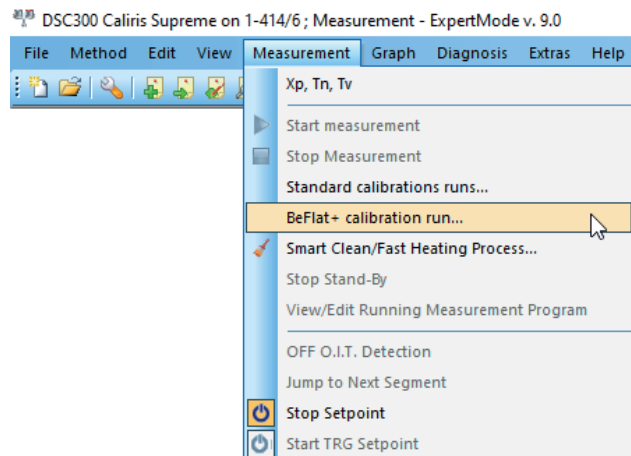 DSC300 Caliris Supreme on 1-414/6 ; Measurement - ExpertMode v. 9.0
File Method Edit View Measurement Graph Diagnosis Extras Help
Xp, Tn, Tv
Start measurement
Stop Measurement
Standard calibrations runs...
BeFlat+ calibration run...
Smart Clean/Fast Heating Process...
Stop Stand-By
View/Edit Running Measurement Program
OFF O.I.T. Detection
Jump to Next Segment
Stop Setpoint
Start TRG Setpoint